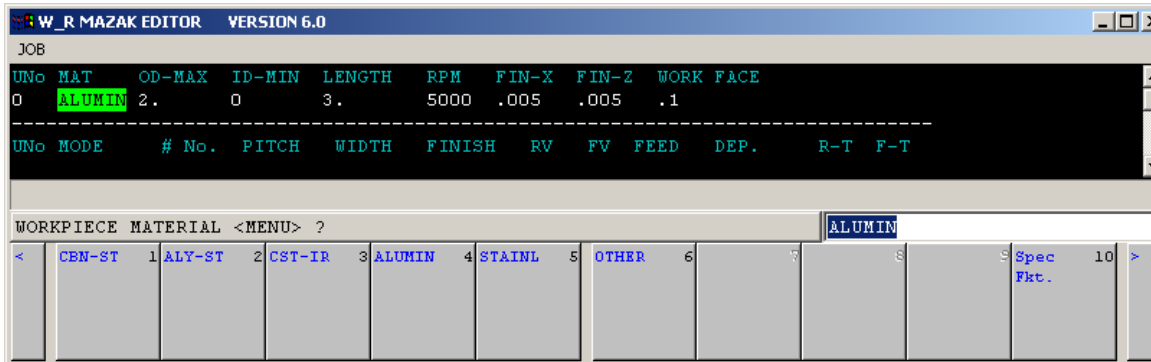 W_R MAZAK EDITOR VERSION 6.0
JOB
UNo MAT OD-MAX ID-MIN LENGTH RPM FIN-X FIN-Z WORK FACE
0 ALUMIN 2. 0 3. 5000 .005 .005 .1
UNo MODE # No. PITCH WIDTH FINISH RV FV FEED DEP. R-T F-T
WORKPIECE MATERIAL <MENU> ? ALUMIN
< CBN-ST 1 ALY-ST 2 CST-IR 3 ALUMIN 4 STAINL 5 OTHER 6 7 8 9 Spec 10 >
Fkt.